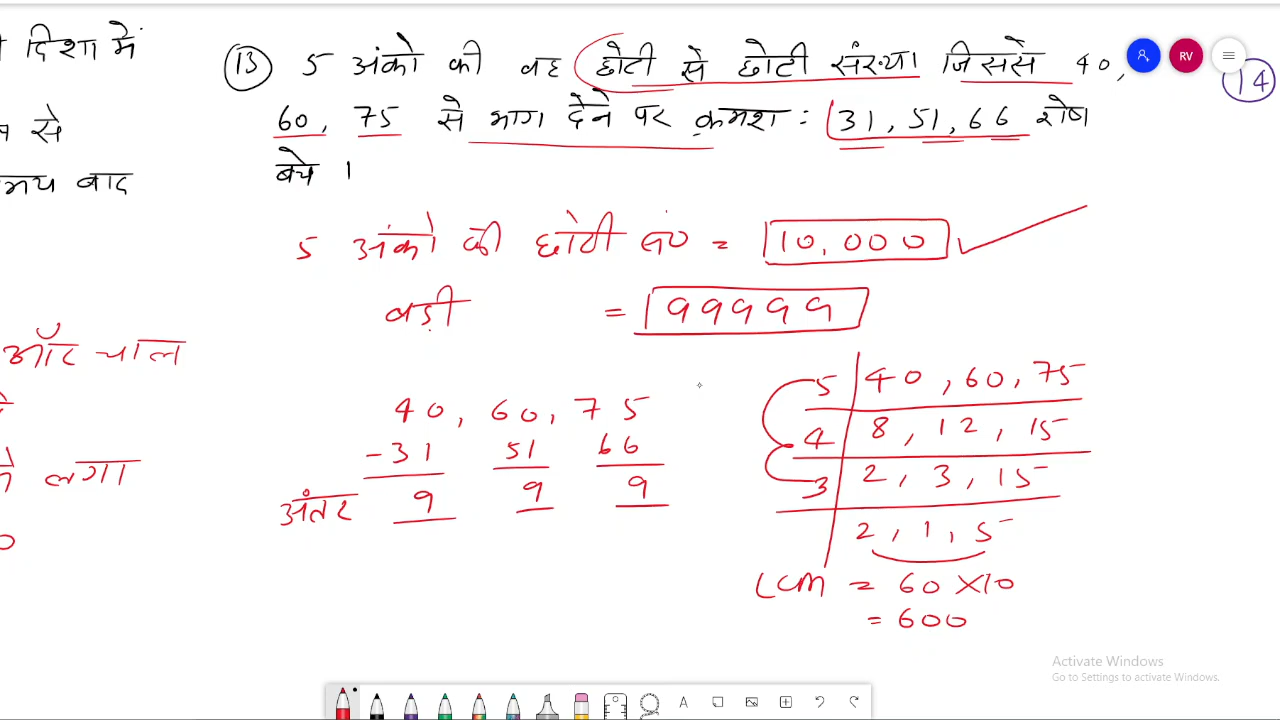 दिशा में
से
समय बाद
और चाल
लगा
0
(13) 5 अंको की वह छोटी से छोटी संख्या जिससे 40,
60, 75 से भाग देने पर क्रमश: 31, 51, 66 शेष
बचे ।
RV
14
5 अंको की छोटी सं० = 10,000
बड़ी = 99999
40, 60, 75
-31 51 66
अंतर 9 9 9
5 | 40, 60, 75
4 | 8, 12, 15
3 | 2, 3, 15
2, 1, 5
LCM = 60 X 10
= 600
A
Activate Windows
Go to Settings to activate Windows.